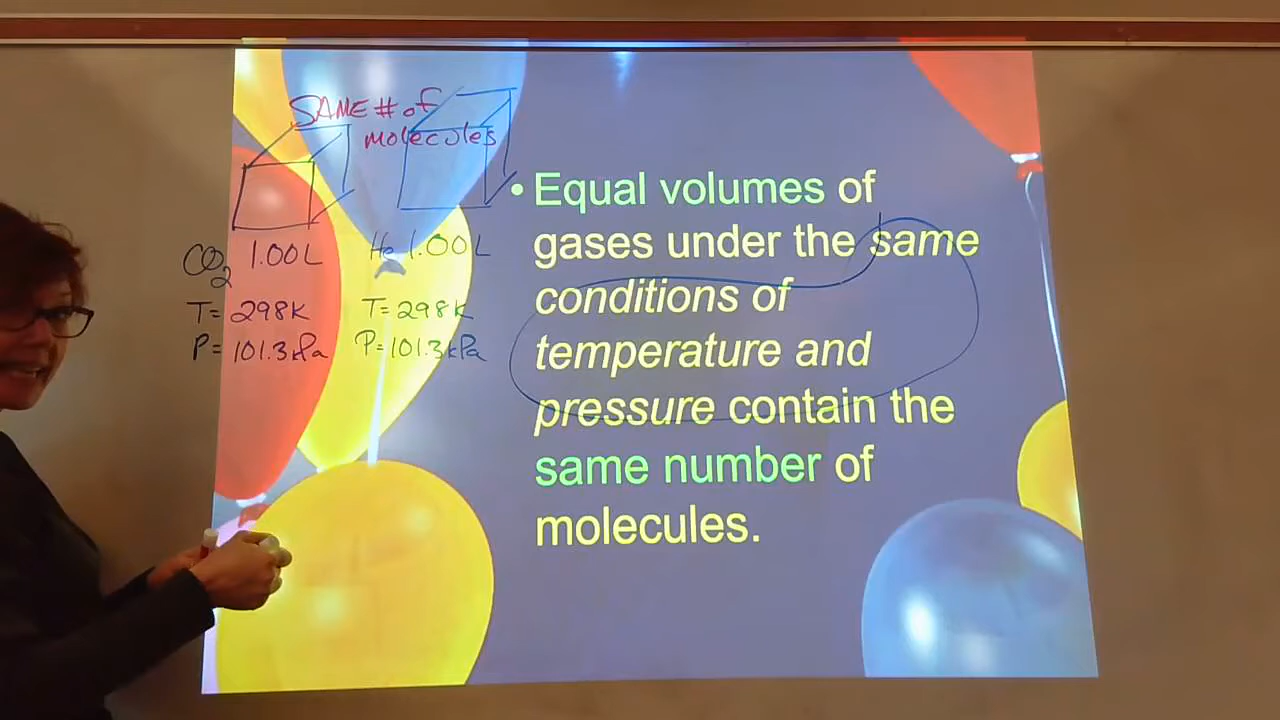 SAME # of
molecules
CO2 1.00L
He 1.00L
T= 298K
T= 298K
P= 101.3kPa
P= 101.3kPa
• Equal volumes of
gases under the same
conditions of
temperature and
pressure contain the
same number of
molecules.